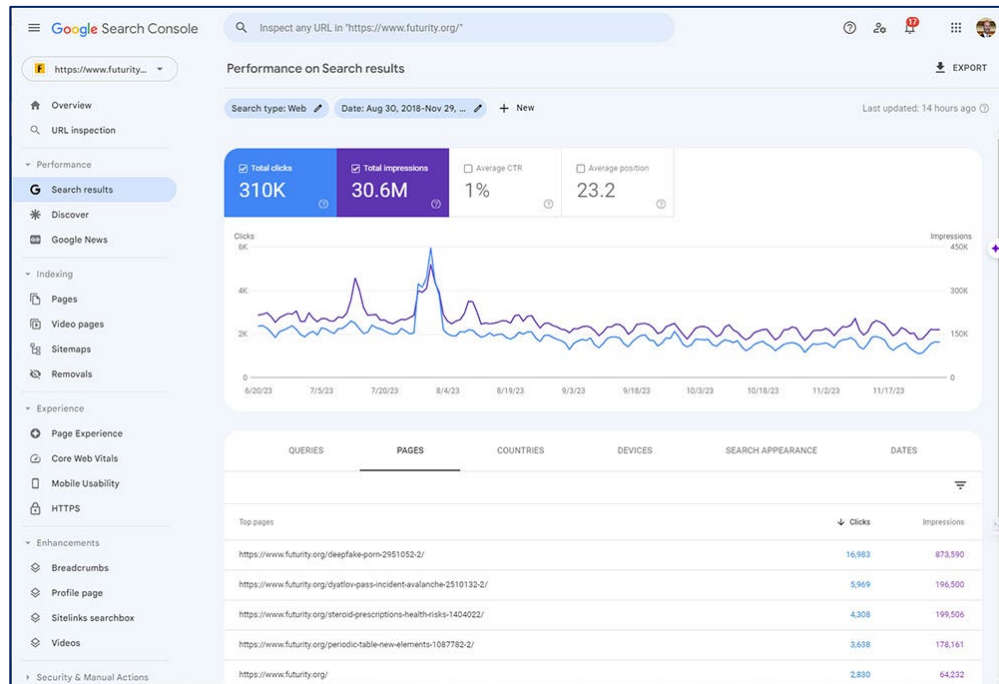 Google Search Console
Inspect any URL in "https://www.futurity.org/"
17
F https://www.futurity...
Performance on Search results
EXPORT
Overview
URL inspection
Search type: Web
Date: Aug 30, 2018-Nov 29, ...
+ New
Last updated: 14 hours ago
Performance
Search results
Discover
Google News
Total clicks
310K
Total impressions
30.6M
Average CTR
1%
Average position
23.2
Indexing
Pages
Video pages
Sitemaps
Removals
Clicks
6K
4K
2K
0
Impressions
450K
300K
150K
0
6/20/23 7/5/23 7/20/23 8/4/23 8/19/23 9/3/23 9/18/23 10/3/23 10/18/23 11/2/23 11/17/23
Experience
Page Experience
Core Web Vitals
Mobile Usability
HTTPS
QUERIES PAGES COUNTRIES DEVICES SEARCH APPEARANCE DATES
Top pages Clicks Impressions
https://www.futurity.org/deepfake-porn-2951052-2/ 16,983 873,590
https://www.futurity.org/dyatlov-pass-incident-avalanche-2510132-2/ 5,969 196,500
https://www.futurity.org/steroid-prescriptions-health-risks-1404022/ 4,308 199,506
https://www.futurity.org/periodic-table-new-elements-1087782-2/ 3,638 178,161
https://www.futurity.org/ 2,830 64,232
Enhancements
Breadcrumbs
Profile page
Sitelinks searchbox
Videos
Security & Manual Actions